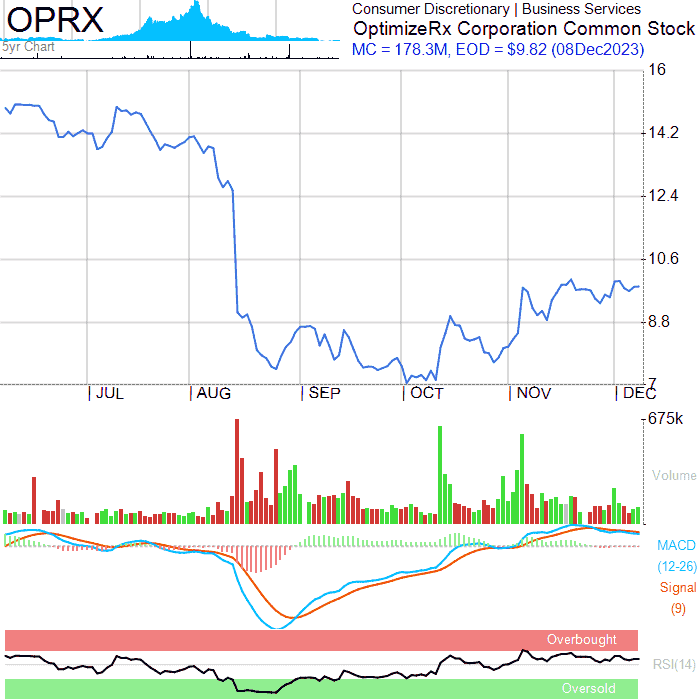 OPRX
5yr Chart
Consumer Discretionary | Business Services
OptimizeRx Corporation Common Stock
MC = 178.3M, EOD = $9.82 (08Dec2023)
16
14.2
12.4
10.6
8.8
7
JUL
AUG
SEP
OCT
NOV
DEC
675k
Volume
MACD
(12-26)
Signal
(9)
Overbought
RSI(14)
Oversold